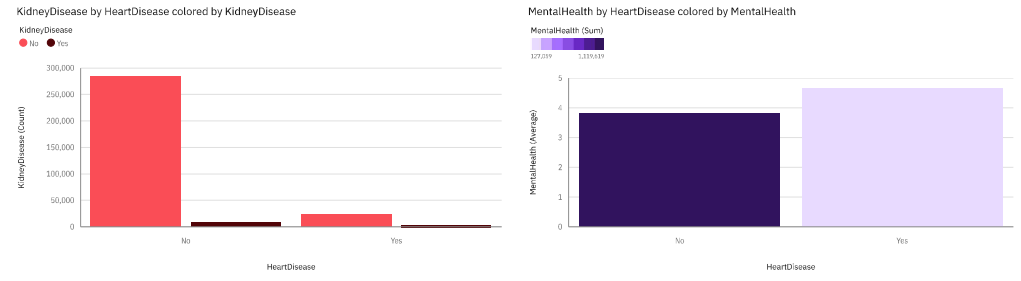 KidneyDisease by HeartDisease colored by KidneyDisease
KidneyDisease
No Yes
300,000
250,000
200,000
150,000
100,000
50,000
0
KidneyDisease (Count)
No Yes
HeartDisease
MentalHealth by HeartDisease colored by MentalHealth
MentalHealth (Sum)
127,059 1,119,619
5
4
3
2
1
0
MentalHealth (Average)
No Yes
HeartDisease